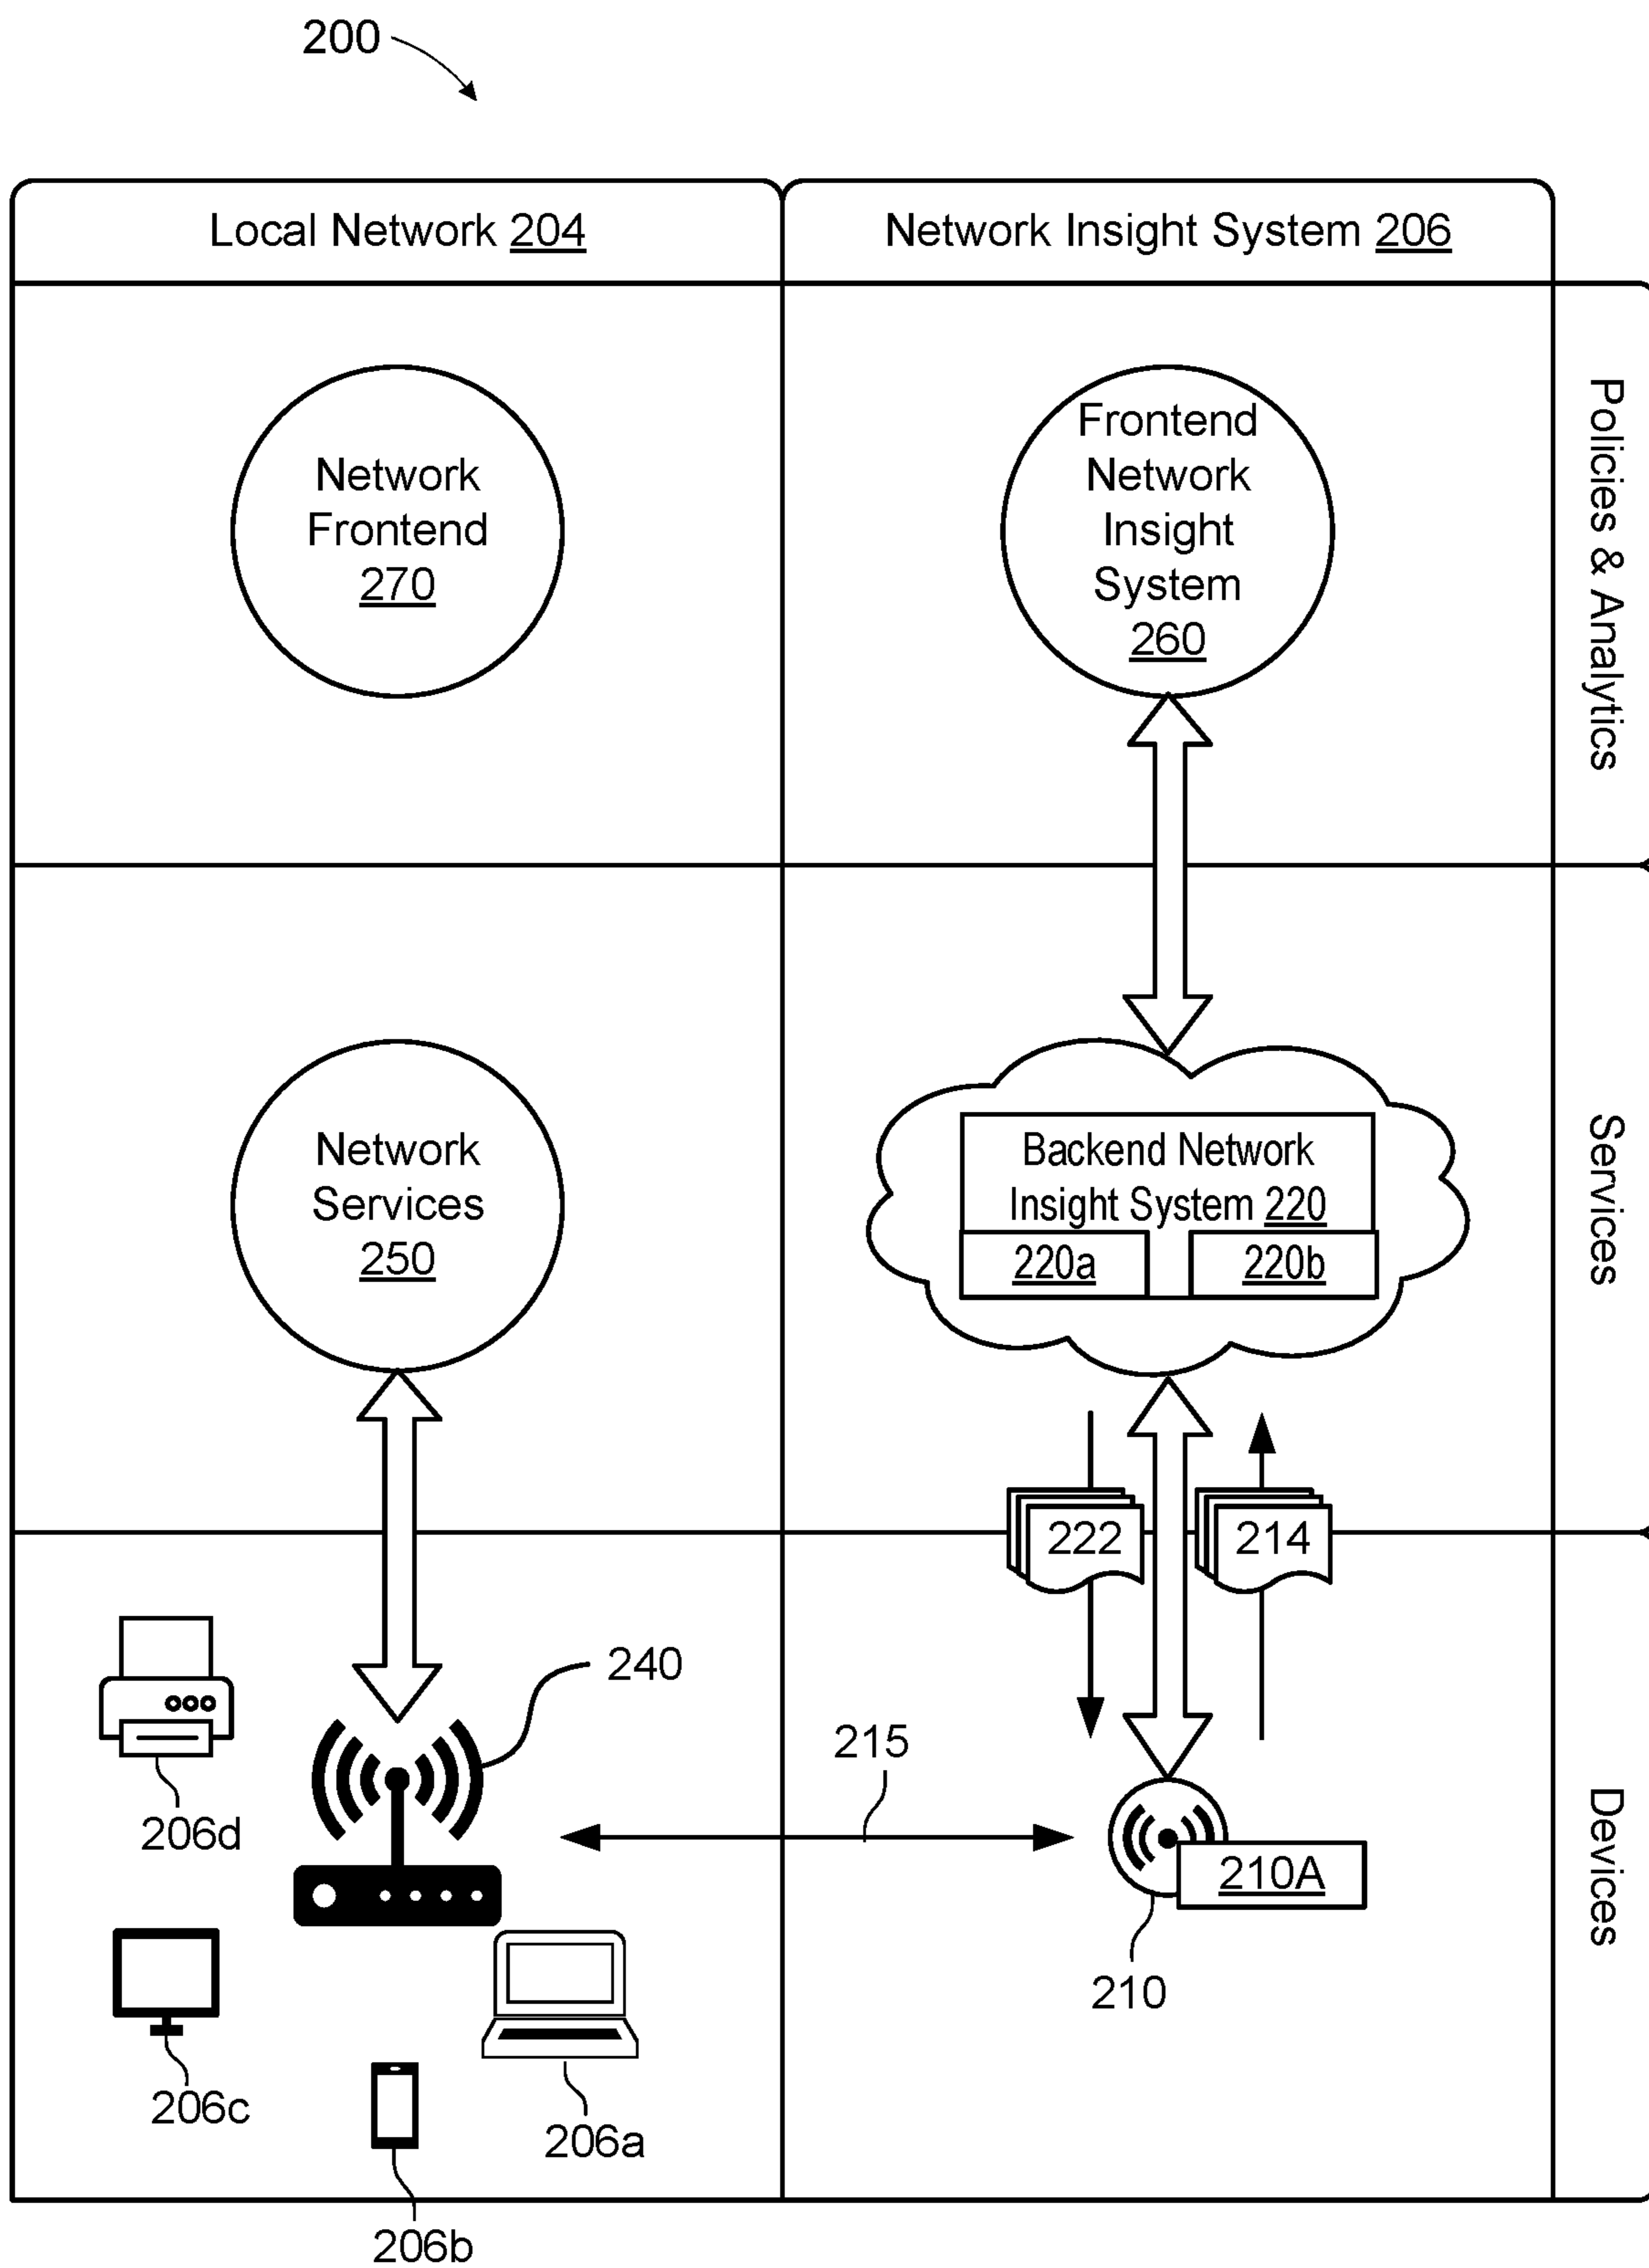 200
Local Network 204
Network Insight System 206
Network
Frontend
270
Frontend
Network
Insight
System
260
Policies & Analytics
Network
Services
250
Backend Network
Insight System 220
220a
220b
Services
222
214
240
215
206d
210A
210
206c
206a
206b
Devices